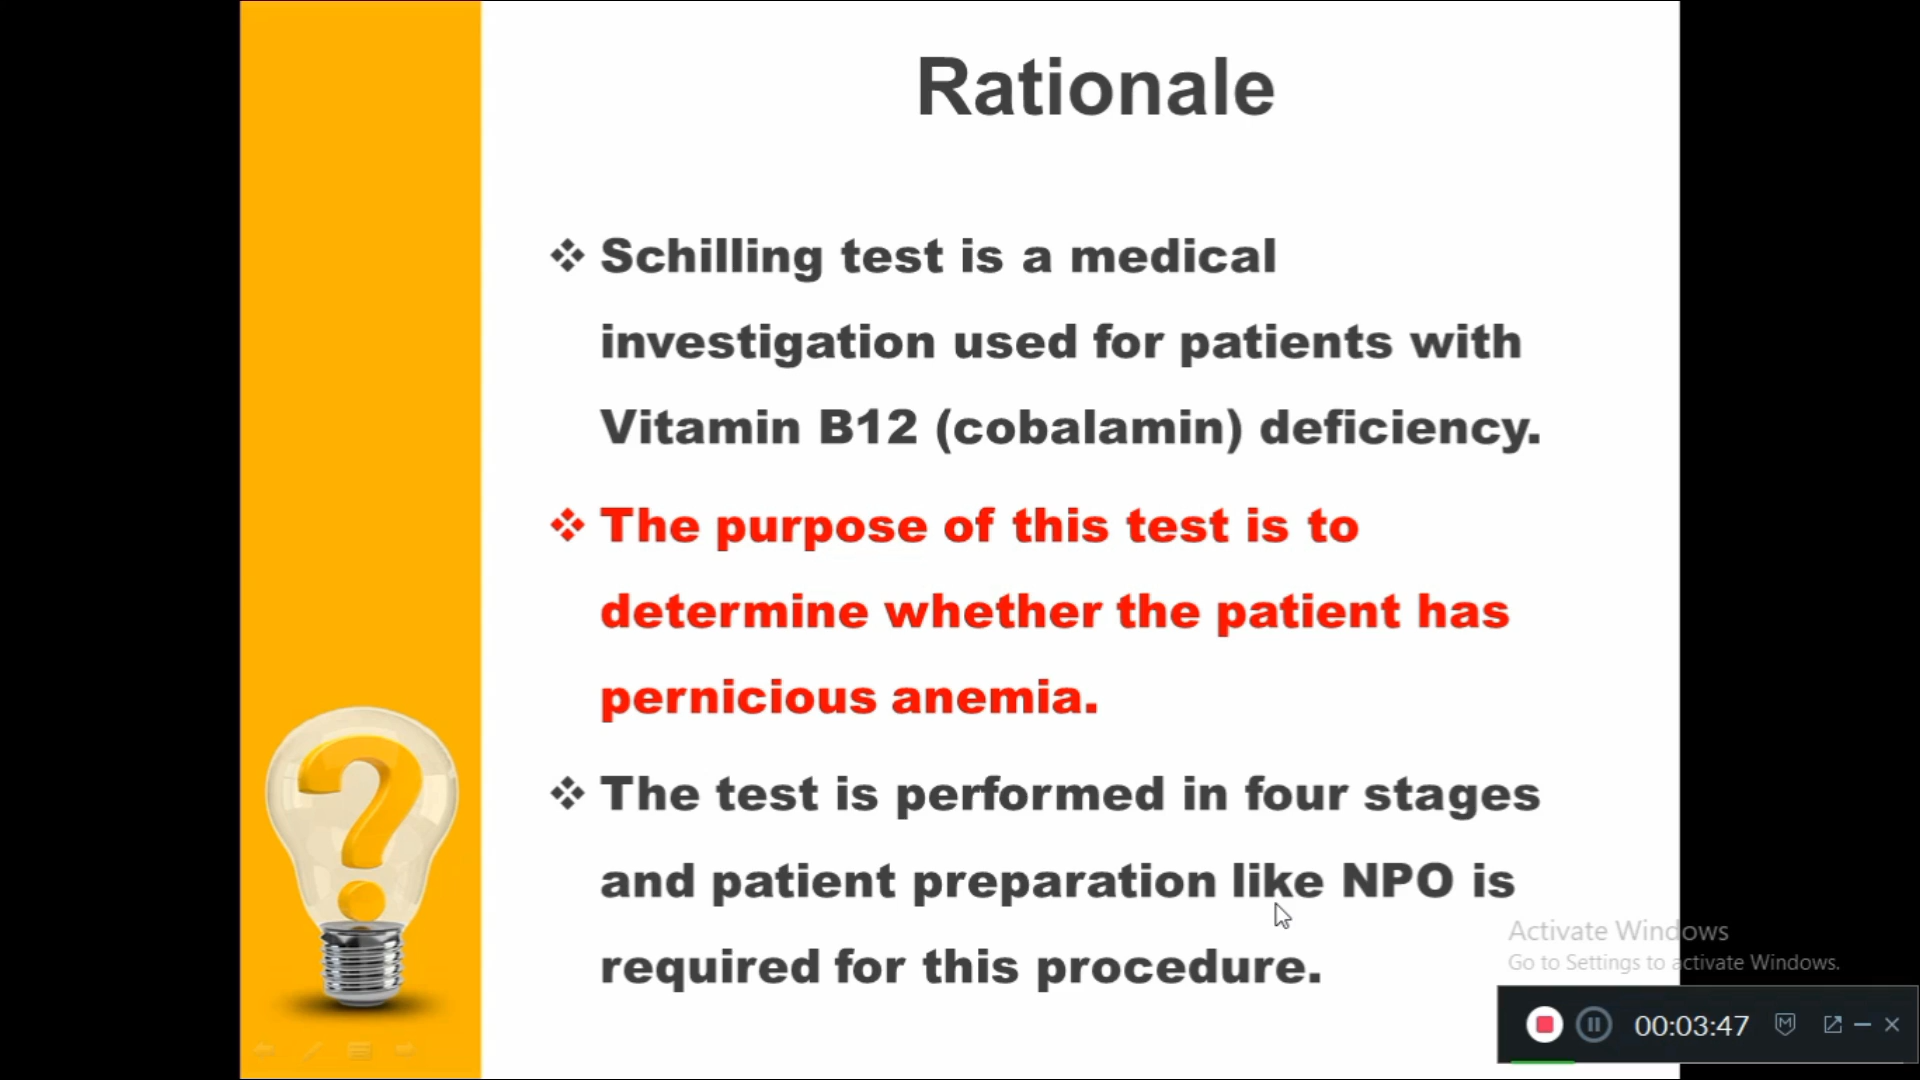 Rationale
❖ Schilling test is a medical
investigation used for patients with
Vitamin B12 (cobalamin) deficiency.
❖ The purpose of this test is to
determine whether the patient has
pernicious anemia.
❖ The test is performed in four stages
and patient preparation like NPO is
required for this procedure.
Activate Windows
Go to Settings to activate Windows.
00:03:47